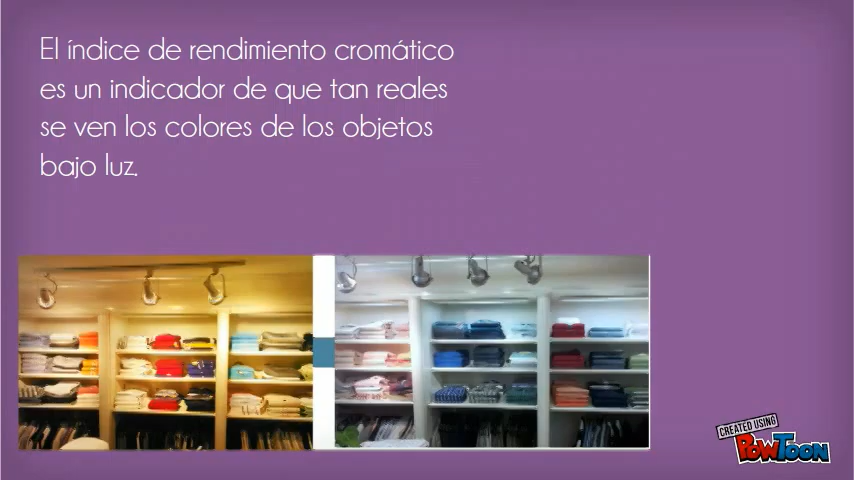 El índice de rendimiento cromático
es un indicador de que tan reales
se ven los colores de los objetos
bajo luz.
CREATED USING
POWTOON